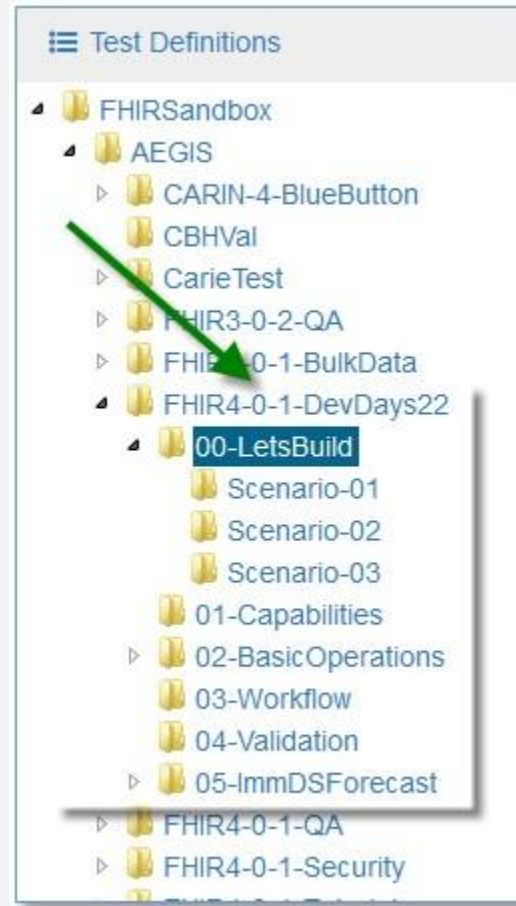 Test Definitions
FHIRSandbox
AEGIS
CARIN-4-BlueButton
CBHVal
CarieTest
FHIR3-0-2-QA
0-1-BulkData
FHIR4-0-1-DevDays22
00-LetsBuild
Scenario-01
Scenario-02
Scenario-03
01-Capabilities
02-BasicOperations
03-Workflow
04-Validation
05-ImmDSForecast
FHIR4-0-1-QA
FHIR4-0-1-Security